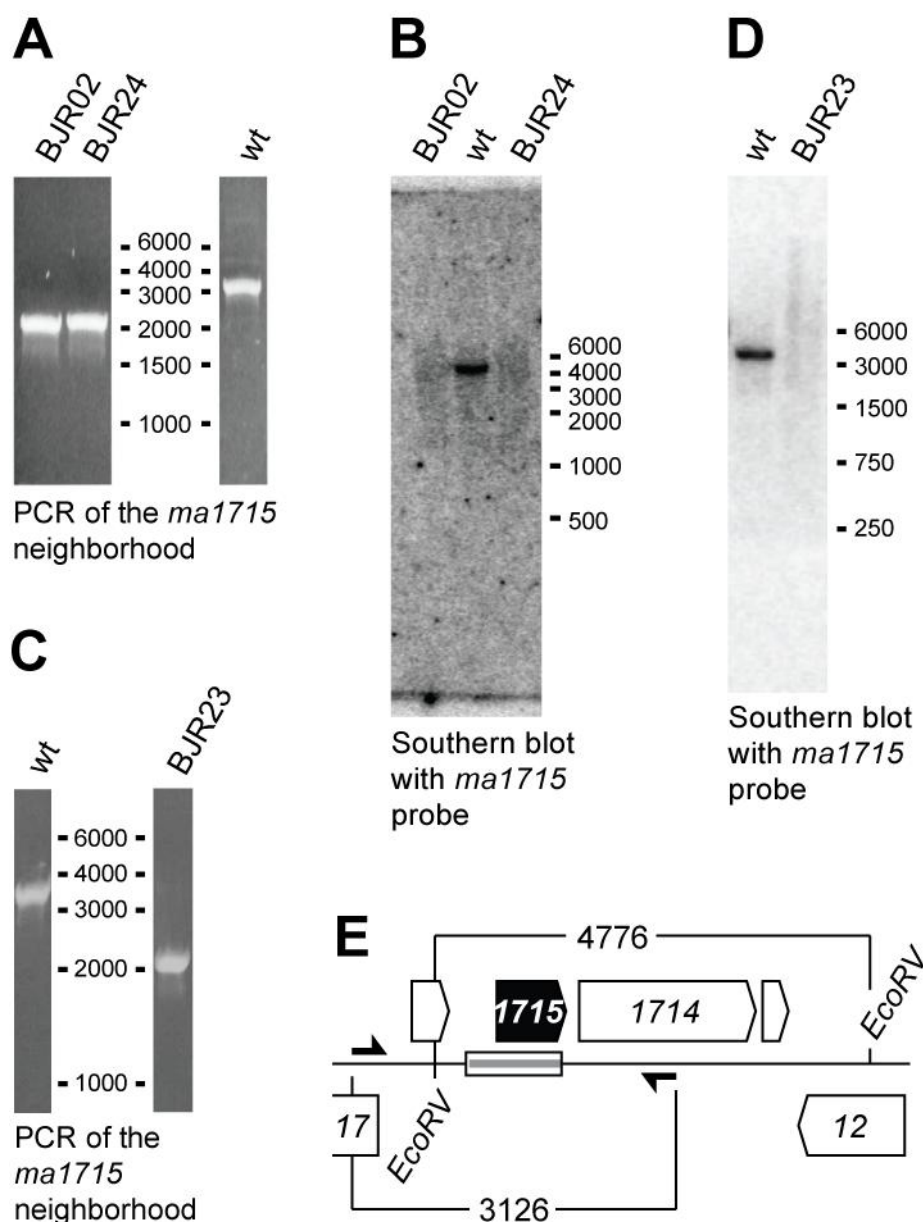 A
BJR02
BJR24
wt
6000
4000
3000
2000
1500
1000
PCR of the ma1715
neighborhood
B
BJR02
wt
BJR24
6000
4000
3000
2000
1000
500
Southern blot
with ma1715
probe
D
wt
BJR23
6000
3000
1500
750
250
Southern blot
with ma1715
probe
C
wt
BJR23
6000
4000
3000
2000
1000
PCR of the
ma1715
neighborhood
E
4776
1715
1714
EcoRV
EcoRV
17
12
3126